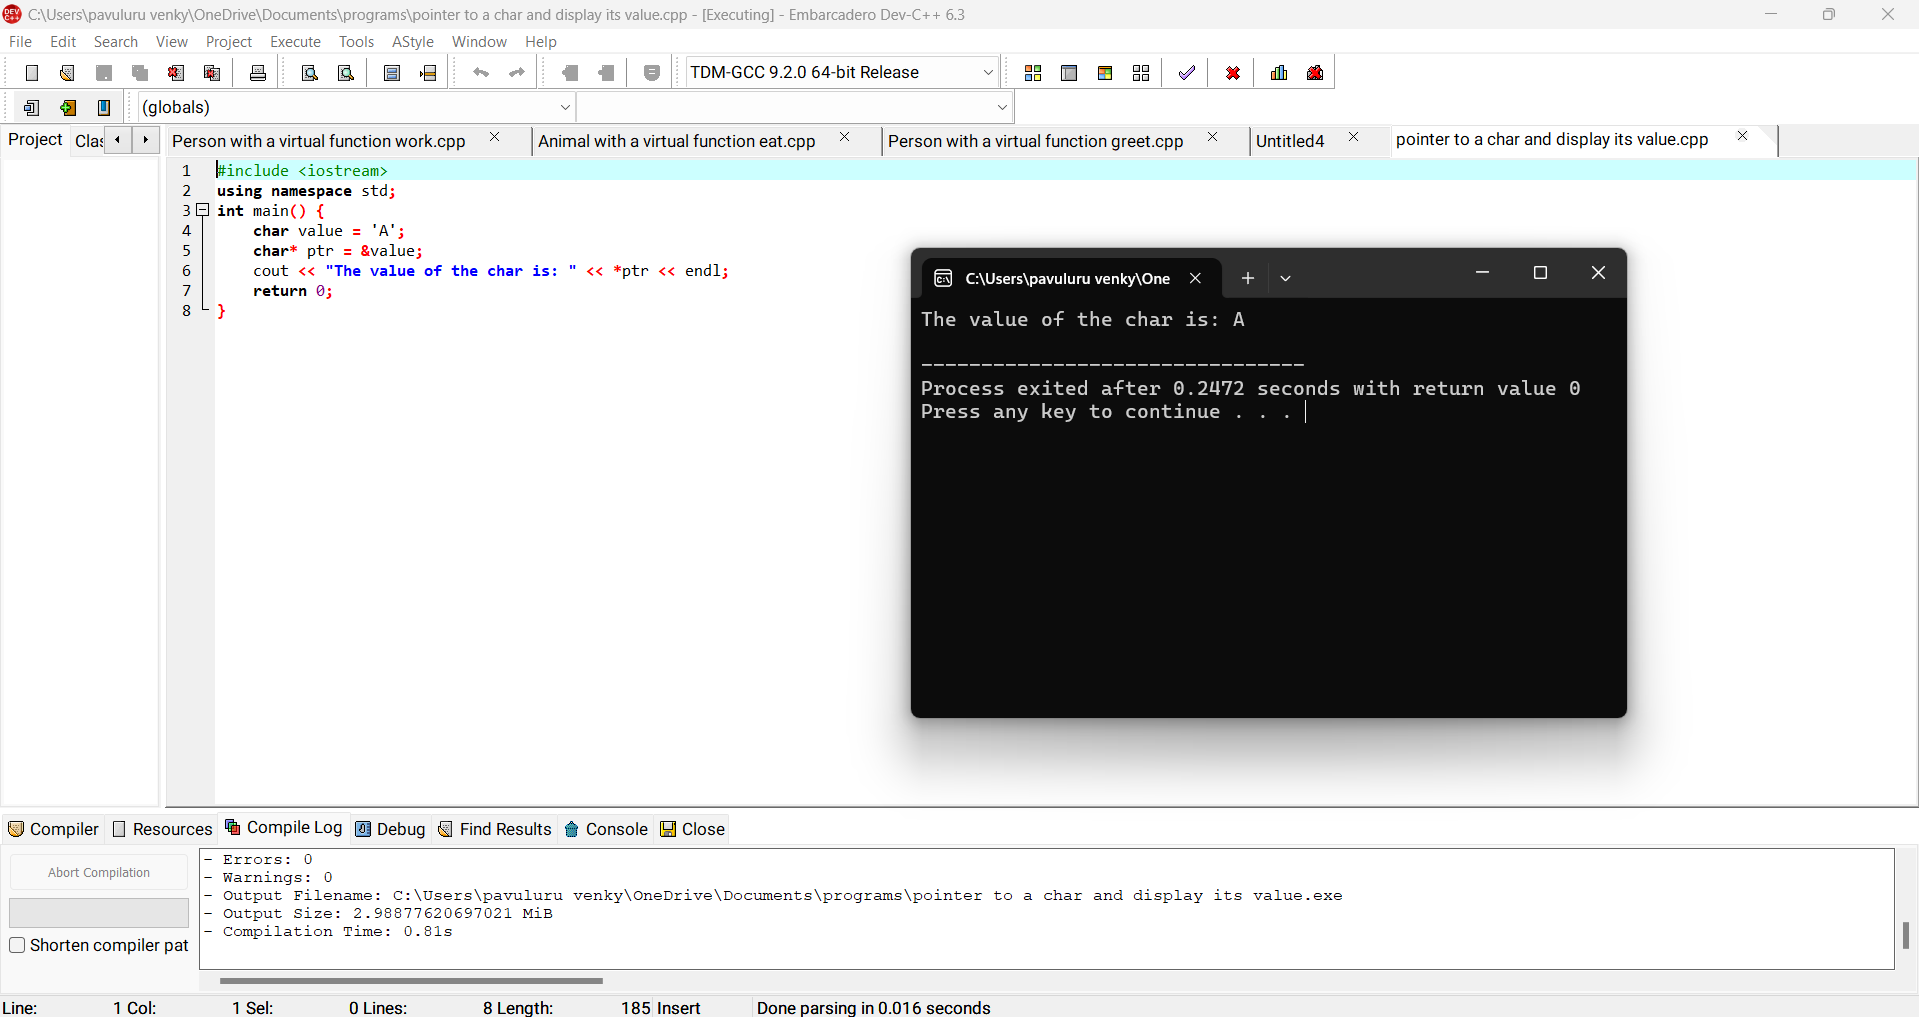 C:\Users\pavuluru venky\OneDrive\Documents\programs\pointer to a char and display its value.cpp - [Executing] - Embarcadero Dev-C++ 6.3
File Edit Search View Project Execute Tools AStyle Window Help
TDM-GCC 9.2.0 64-bit Release
(globals)
Project Clas
Person with a virtual function work.cpp
Animal with a virtual function eat.cpp
Person with a virtual function greet.cpp
Untitled4
pointer to a char and display its value.cpp
1 #include <iostream>
2 using namespace std;
3 int main() {
4 char value = 'A';
5 char* ptr = &value;
6 cout << "The value of the char is: " << *ptr << endl;
7 return 0;
8 }
C:\Users\pavuluru venky\One
The value of the char is: A
--------------------------------
Process exited after 0.2472 seconds with return value 0
Press any key to continue . . .
Compiler Resources Compile Log Debug Find Results Console Close
Abort Compilation
Shorten compiler pat
- Errors: 0
- Warnings: 0
- Output Filename: C:\Users\pavuluru venky\OneDrive\Documents\programs\pointer to a char and display its value.exe
- Output Size: 2.98877620697021 MiB
- Compilation Time: 0.81s
Line: 1 Col: 1 Sel: 0 Lines: 8 Length: 185 Insert Done parsing in 0.016 seconds